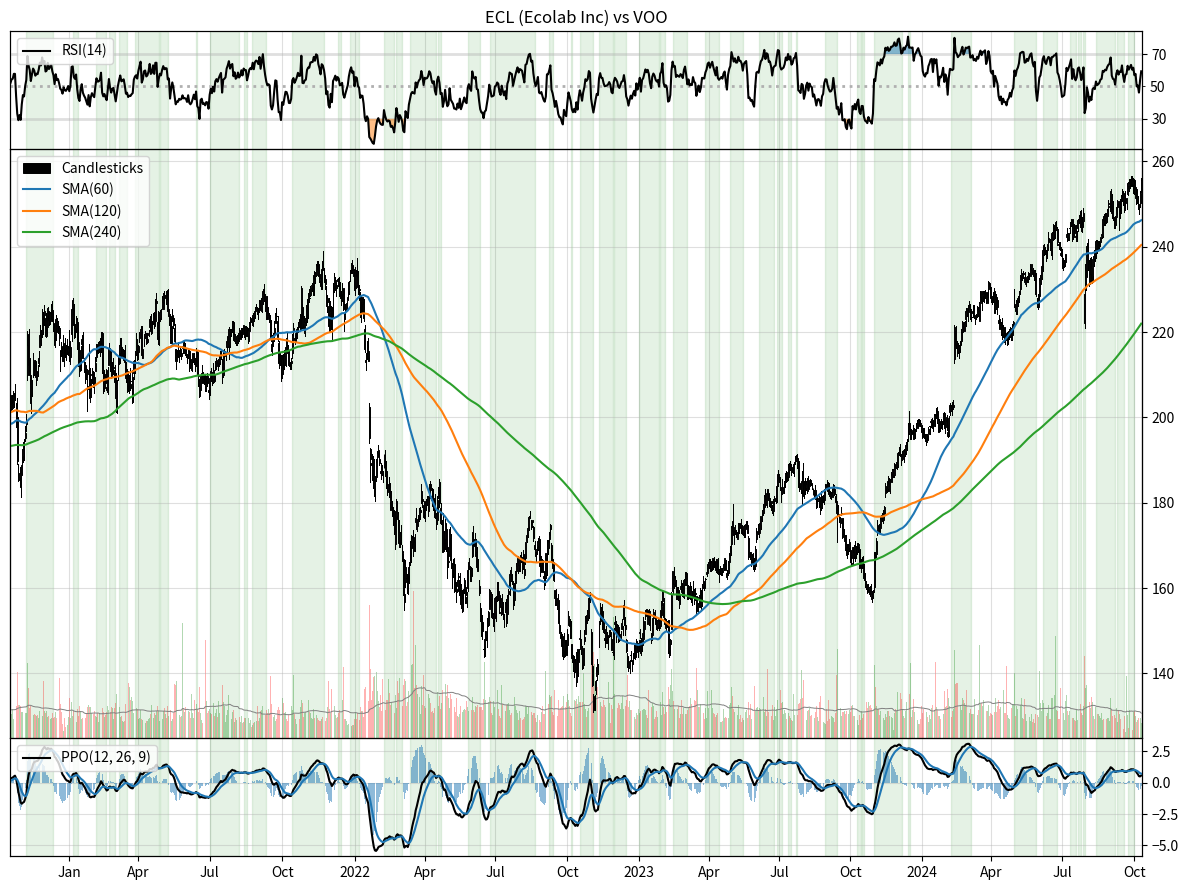 ECL (Ecolab Inc) vs VOO
RSI(14)
70
50
30
Candlesticks
SMA(60)
SMA(120)
SMA(240)
260
240
220
200
180
160
140
PPO(12, 26, 9)
2.5
0.0
−2.5
−5.0
Jan Apr Jul Oct 2022 Apr Jul Oct 2023 Apr Jul Oct 2024 Apr Jul Oct